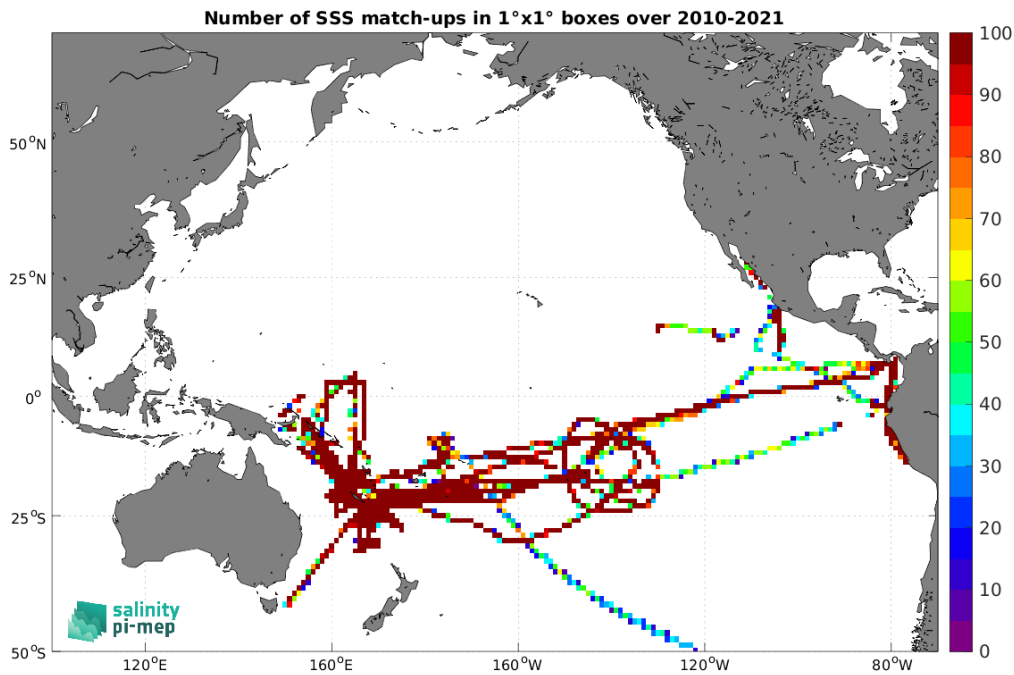 Number of SSS match-ups in 1°x1° boxes over 2010-2021
100
90
80
70
60
50
40
30
20
10
0
50°N
25°N
0°
25°S
50°S
120°E
160°E
160°W
120°W
80°W
salinity
pi-mep